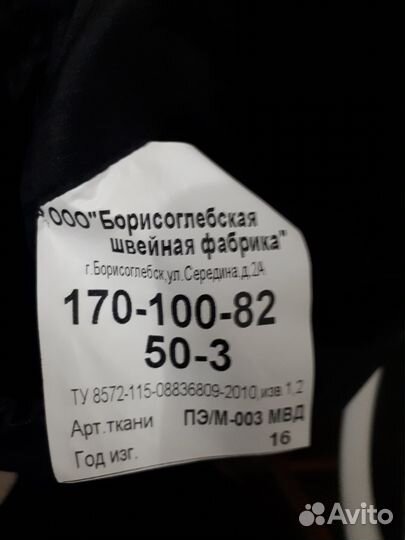 ООО"Борисоглебская
швейная фабрика"
г.Борисоглебск,ул.Середина,д.2А
170-100-82
50-3
ТУ 8572-115-08836809-2010,изв.1,2
Арт.ткани ПЭ/М-003 МВД
Год изг. 16
Avito